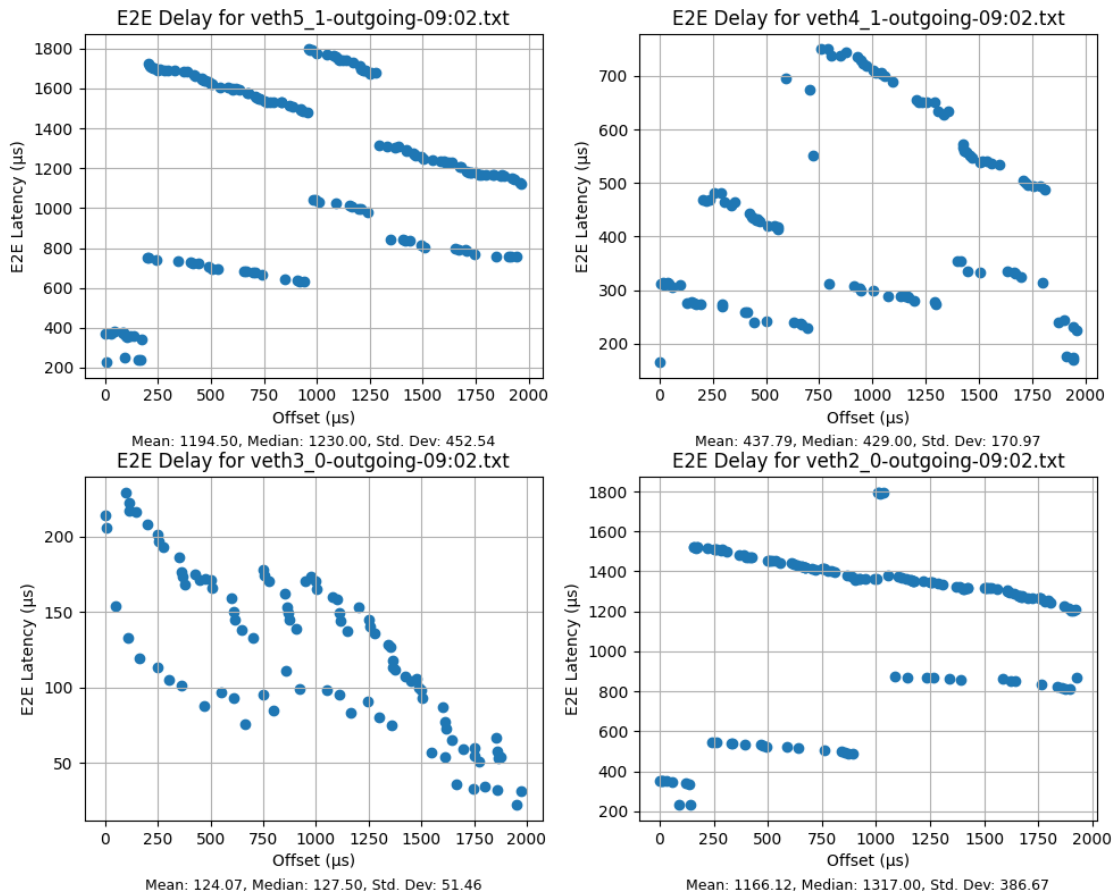 E2E Delay for veth5_1-outgoing-09:02.txt
E2E Latency (µs)
1800
1600
1400
1200
1000
800
600
400
200
0 250 500 750 1000 1250 1500 1750 2000
Offset (µs)
Mean: 1194.50, Median: 1230.00, Std. Dev: 452.54
E2E Delay for veth4_1-outgoing-09:02.txt
E2E Latency (µs)
700
600
500
400
300
200
0 250 500 750 1000 1250 1500 1750 2000
Offset (µs)
Mean: 437.79, Median: 429.00, Std. Dev: 170.97
E2E Delay for veth3_0-outgoing-09:02.txt
E2E Latency (µs)
200
150
100
50
0 250 500 750 1000 1250 1500 1750 2000
Offset (µs)
Mean: 124.07, Median: 127.50, Std. Dev: 51.46
E2E Delay for veth2_0-outgoing-09:02.txt
E2E Latency (µs)
1800
1600
1400
1200
1000
800
600
400
200
0 250 500 750 1000 1250 1500 1750 2000
Offset (µs)
Mean: 1166.12, Median: 1317.00, Std. Dev: 386.67